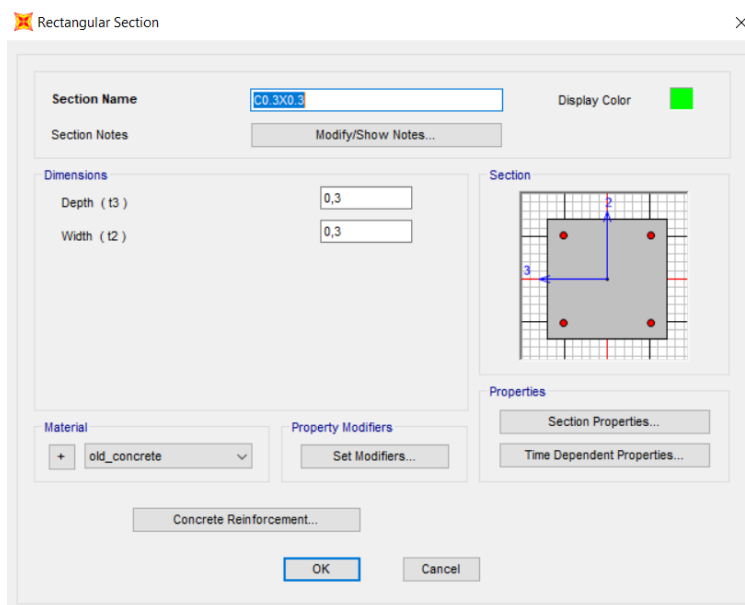 Rectangular Section
Section Name
C0.3X0.3
Display Color
Section Notes
Modify/Show Notes...
Dimensions
Depth ( t3 )
0,3
Width ( t2 )
0,3
Section
2
3
Properties
Section Properties...
Time Dependent Properties...
Material
+
old_concrete
Property Modifiers
Set Modifiers...
Concrete Reinforcement...
OK
Cancel